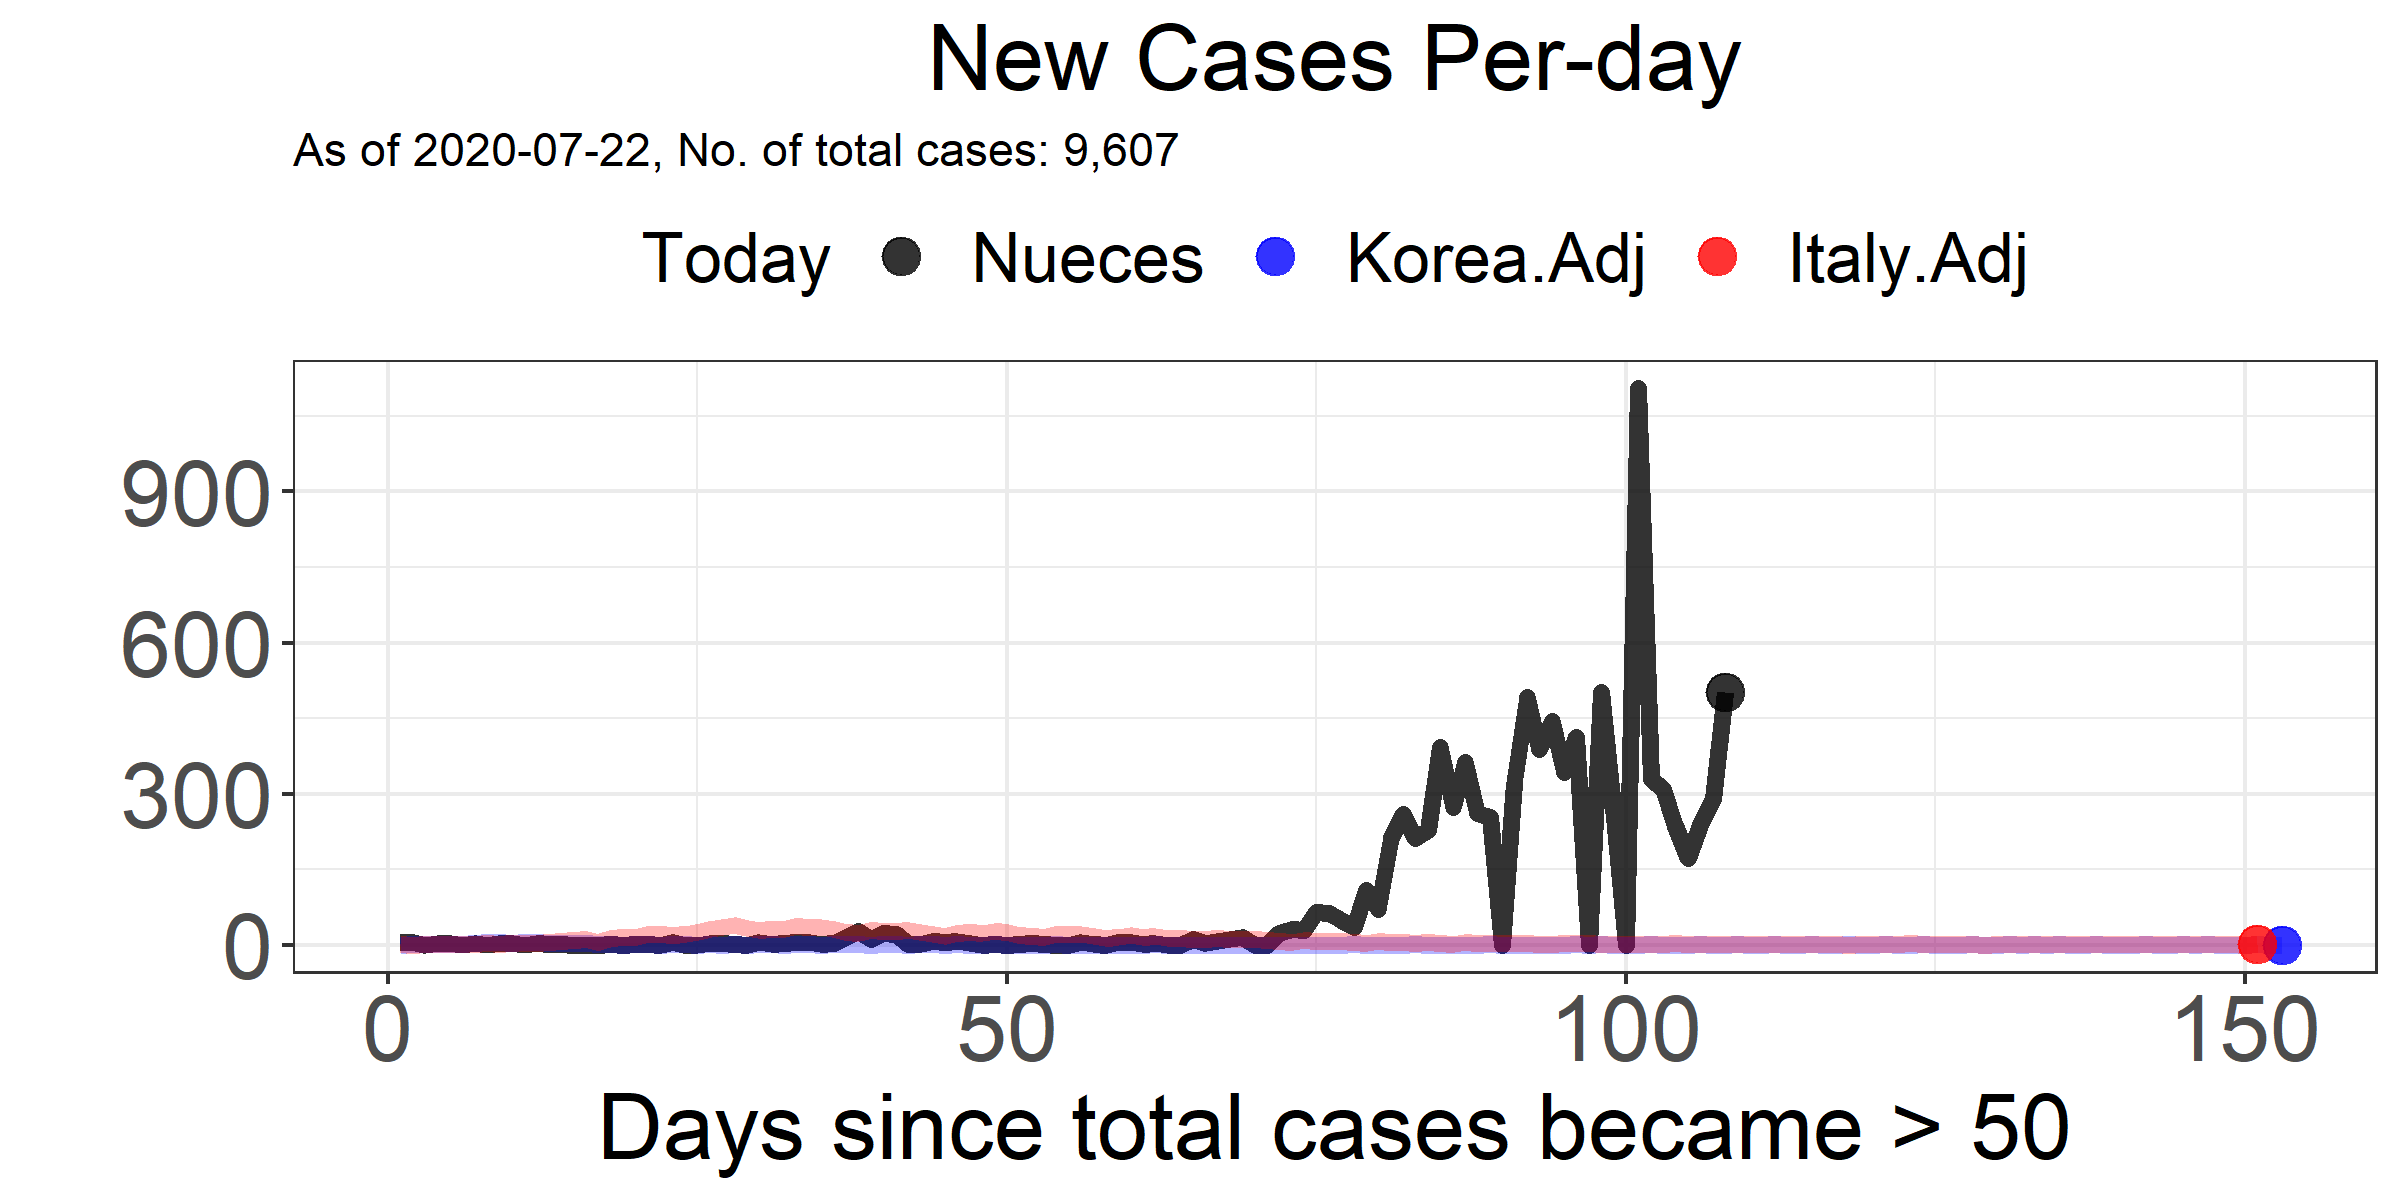 New Cases Per-day
As of 2020-07-22, No. of total cases: 9,607
Today Nueces Korea.Adj Italy.Adj
900
600
300
0
0 50 100 150
Days since total cases became > 50